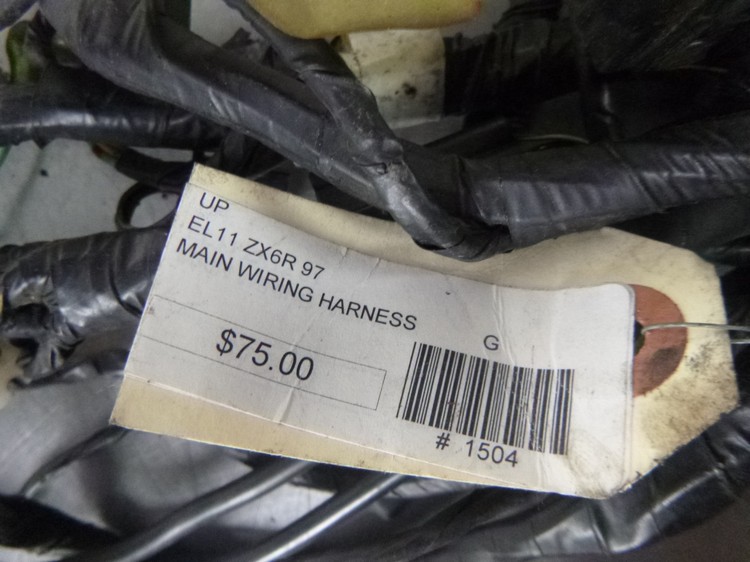 UP
EL11 ZX6R 97
MAIN WIRING HARNESS
G
$75.00
# 1504